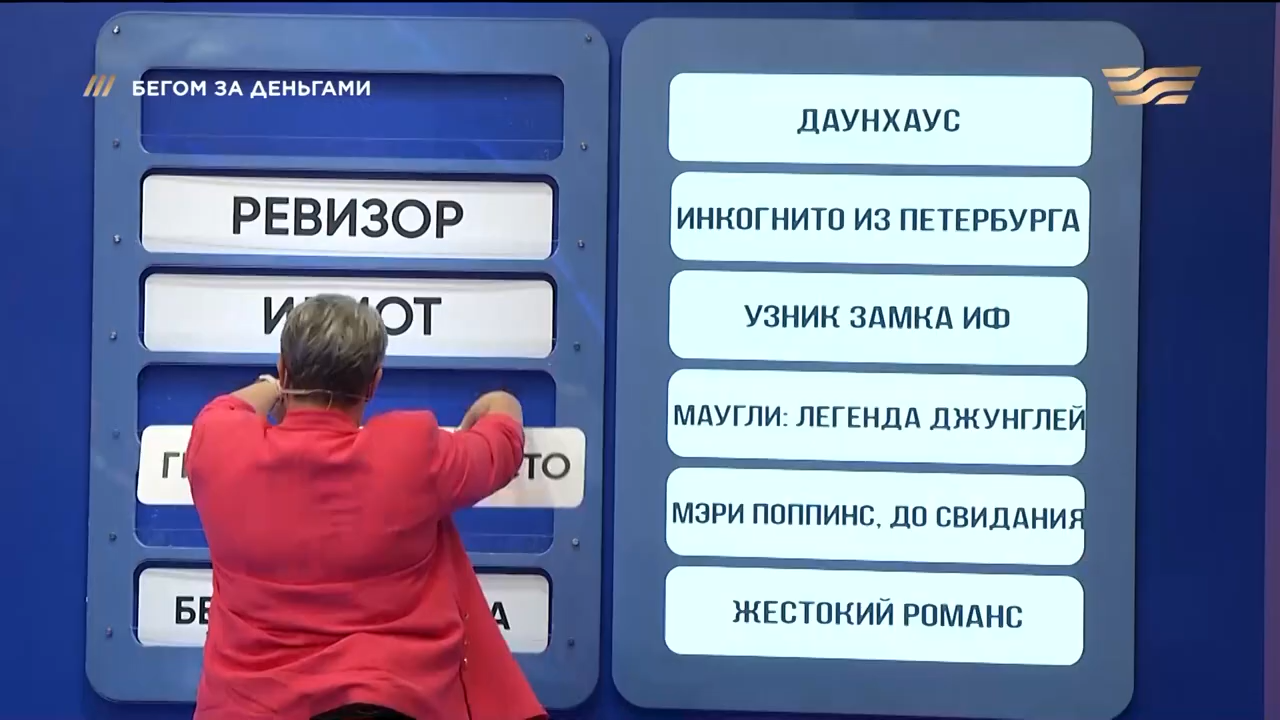 БЕГОМ ЗА ДЕНЬГАМИ
РЕВИЗОР
ДАУНХАУС
ИНКОГНИТО ИЗ ПЕТЕРБУРГА
УЗНИК ЗАМКА ИФ
МАУГЛИ: ЛЕГЕНДА ДЖУНГЛЕЙ
МЭРИ ПОППИНС, ДО СВИДАНИЯ
ЖЕСТОКИЙ РОМАНС